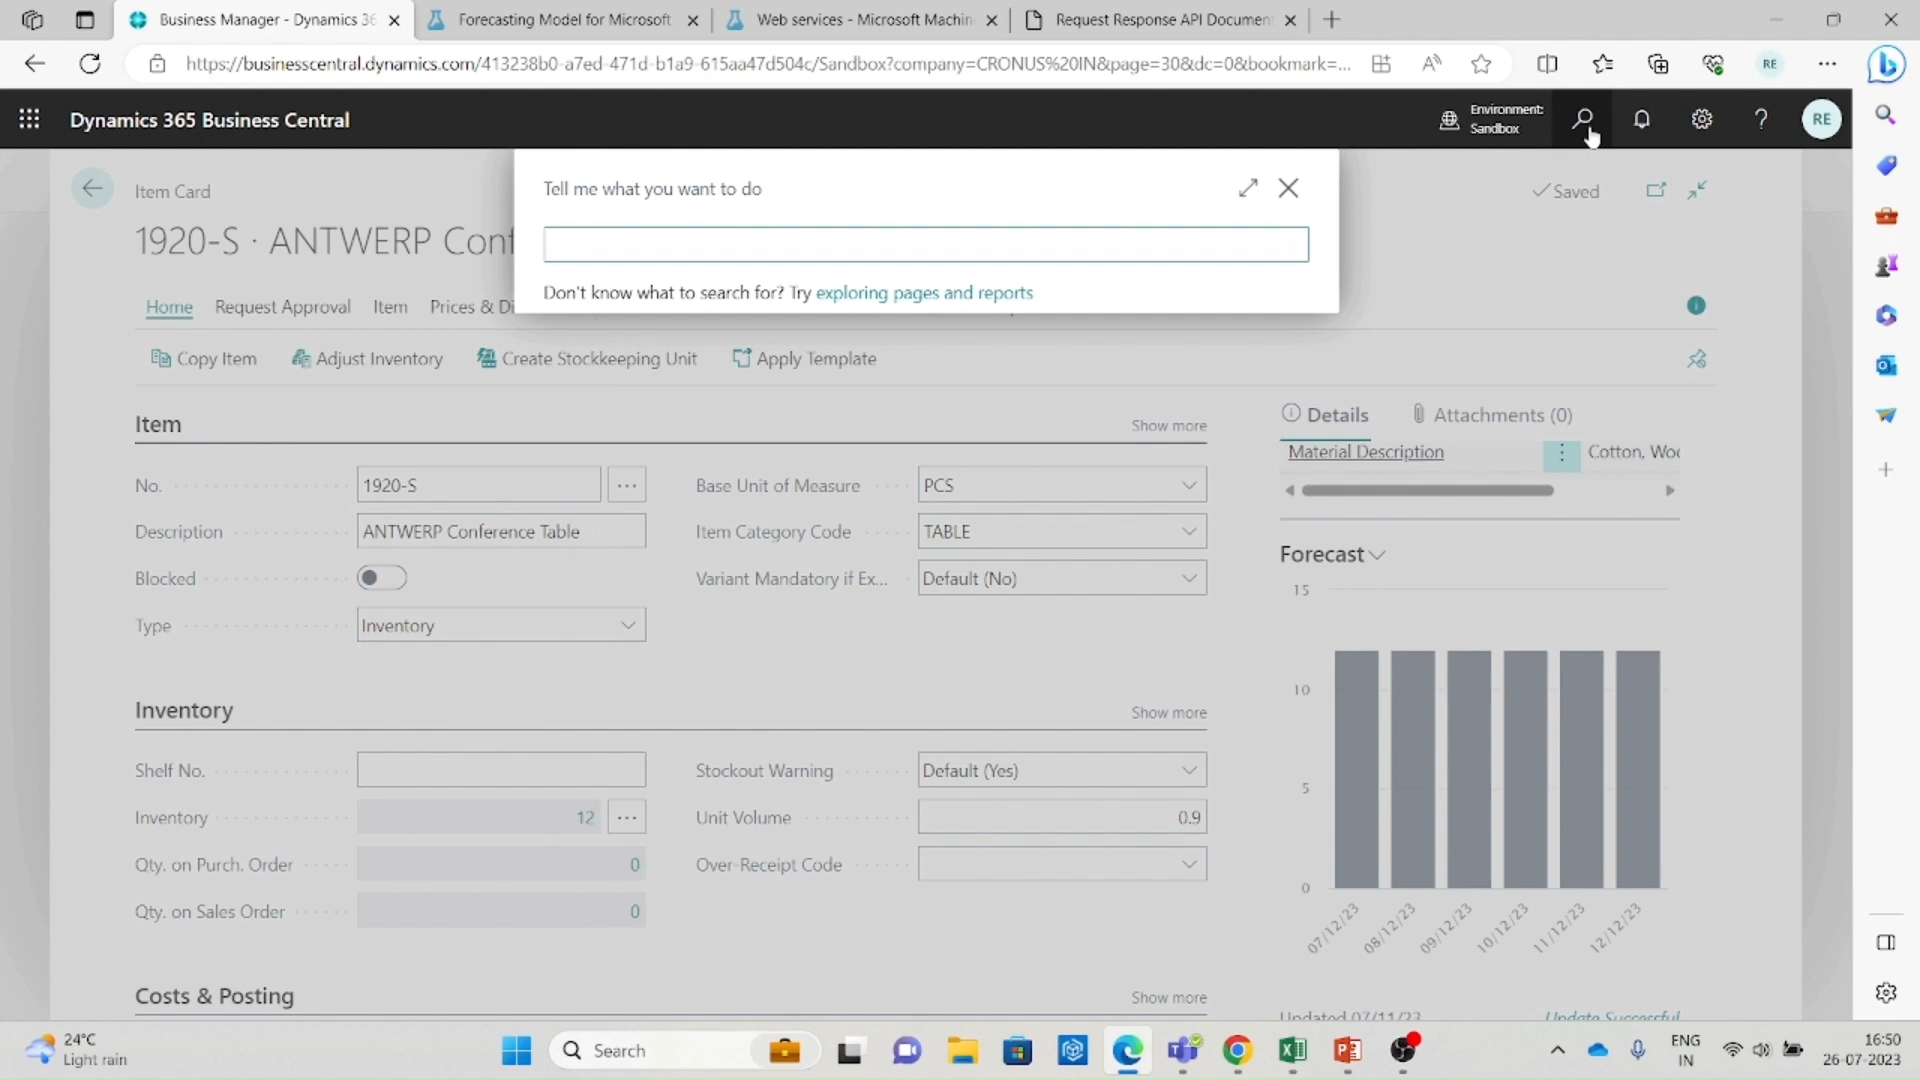 Business Manager - Dynamics 36
Forecasting Model for Microsoft
Web services - Microsoft Machin
Request Response API Documen
https://businesscentral.dynamics.com/413238b0-a7ed-471d-b1a9-615aa47d504c/Sandbox?company=CRONUS%20IN&page=30&dc=0&bookmark=...
RE
Dynamics 365 Business Central
Environment:
Sandbox
RE
Tell me what you want to do
Don't know what to search for? Try exploring pages and reports
Item Card
Saved
1920-S · ANTWERP Conf
Home Request Approval Item Prices & Di
Copy Item Adjust Inventory Create Stockkeeping Unit Apply Template
Item
Show more
No. 1920-S
Base Unit of Measure PCS
Description ANTWERP Conference Table
Item Category Code TABLE
Blocked
Variant Mandatory if Ex... Default (No)
Type Inventory
Inventory
Show more
Shelf No.
Stockout Warning Default (Yes)
Inventory 12
Unit Volume 0.9
Qty. on Purch. Order 0
Over-Receipt Code
Qty. on Sales Order 0
Costs & Posting
Show more
Details Attachments (0)
Material Description Cotton, Woo
Forecast
15
10
5
0
07/12/23
08/12/23
09/12/23
10/12/23
11/12/23
12/12/23
Updated 07/11/23
Update Successful
24°C
Light rain
Search
ENG
IN
16:50
26-07-2023